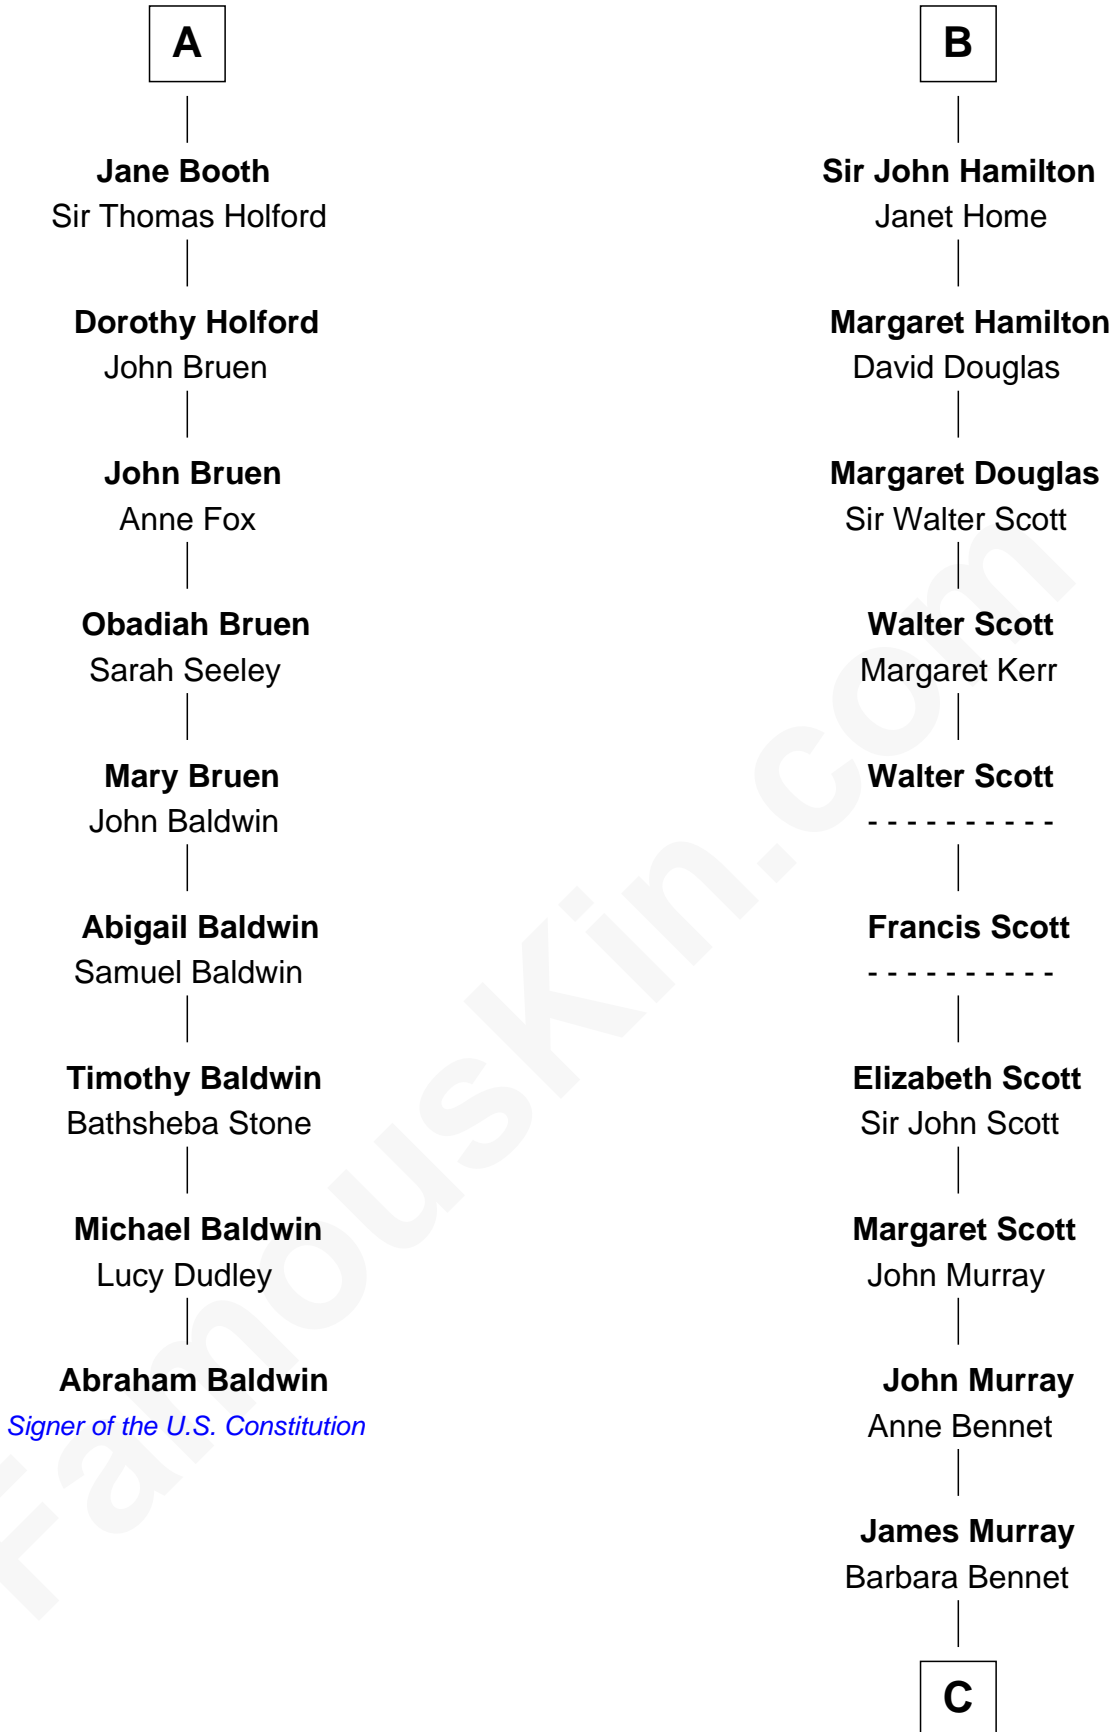 A
Jane Booth
Sir Thomas Holford
Dorothy Holford
John Bruen
John Bruen
Anne Fox
Obadiah Bruen
Sarah Seeley
Mary Bruen
John Baldwin
Abigail Baldwin
Samuel Baldwin
Timothy Baldwin
Bathsheba Stone
Michael Baldwin
Lucy Dudley
Abraham Baldwin
Signer of the U.S. Constitution
B
Sir John Hamilton
Janet Home
Margaret Hamilton
David Douglas
Margaret Douglas
Sir Walter Scott
Walter Scott
Margaret Kerr
Walter Scott
- - - - - - - - - -
Francis Scott
- - - - - - - - - -
Elizabeth Scott
Sir John Scott
Margaret Scott
John Murray
John Murray
Anne Bennet
James Murray
Barbara Bennet
C
FamousKin.com